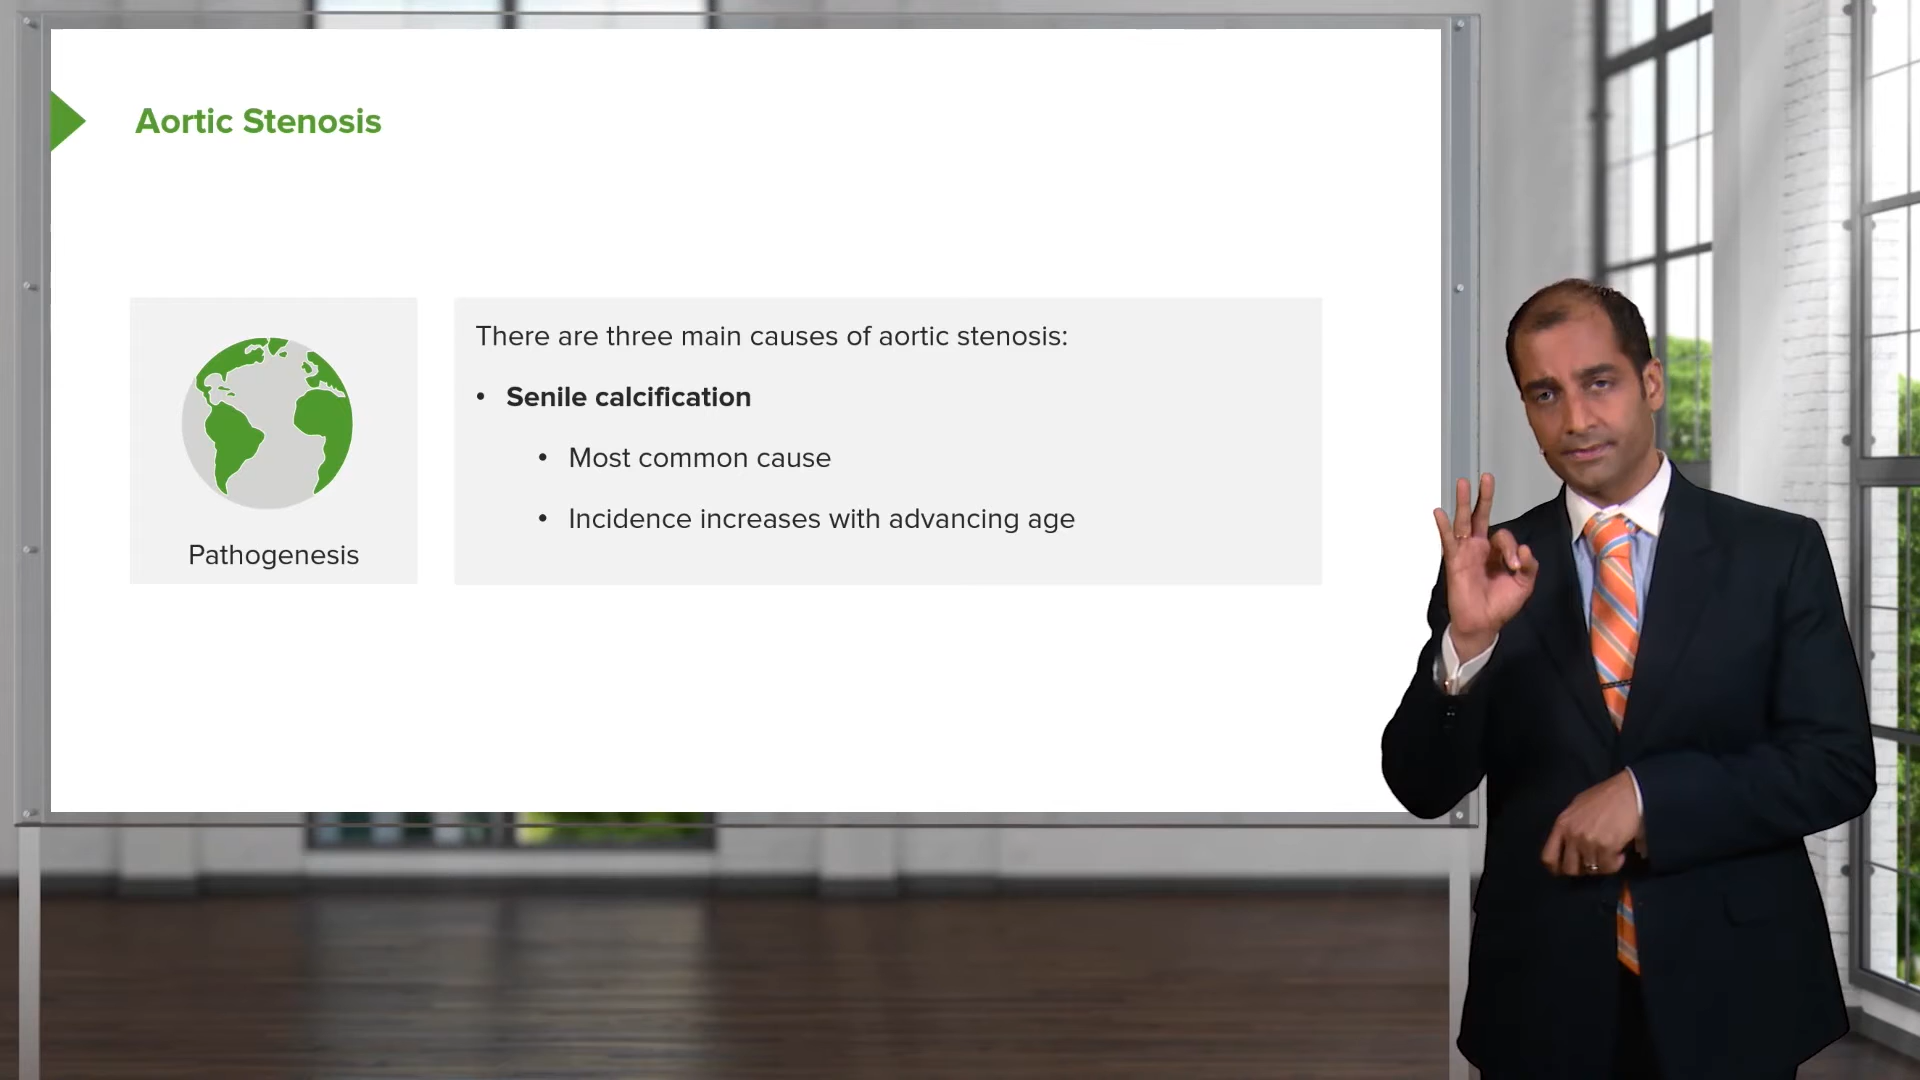 Aortic Stenosis
There are three main causes of aortic stenosis:
• Senile calcification
• Most common cause
• Incidence increases with advancing age
Pathogenesis